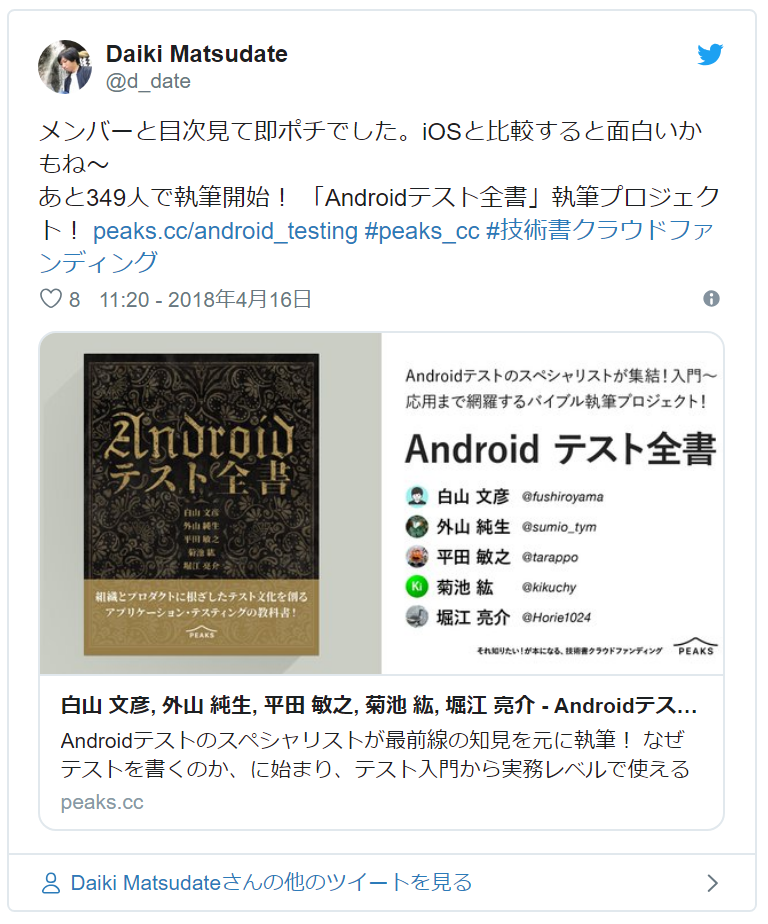 Daiki Matsudate
@d_date
メンバーと目次見て即ポチでした。iOSと比較すると面白いか
もね〜
あと349人で執筆開始！ 「Androidテスト全書」執筆プロジェク
ト！ peaks.cc/android_testing #peaks_cc #技術書クラウドファ
ンディング
8 11:20 - 2018年4月16日
Android
テスト全書
白山 文彦
外山 純生
平田 敏之
菊池 紘
堀江 亮介
組織とプロダクトに根ざしたテスト文化を創る
アプリケーション・テスティングの教科書！
PEAKS
Androidテストのスペシャリストが集結！入門〜
応用まで網羅するバイブル執筆プロジェクト！
Android テスト全書
白山 文彦 @fushiroyama
外山 純生 @sumio_tym
平田 敏之 @tarappo
Ki 菊池 紘 @kikuchy
堀江 亮介 @Horie1024
それ知りたい！が本になる、技術書クラウドファンディング PEAKS
白山 文彦, 外山 純生, 平田 敏之, 菊池 紘, 堀江 亮介 - Androidテス…
Androidテストのスペシャリストが最前線の知見を元に執筆！ なぜ
テストを書くのか、に始まり、テスト入門から実務レベルで使える
peaks.cc
Daiki Matsudateさんの他のツイートを見る